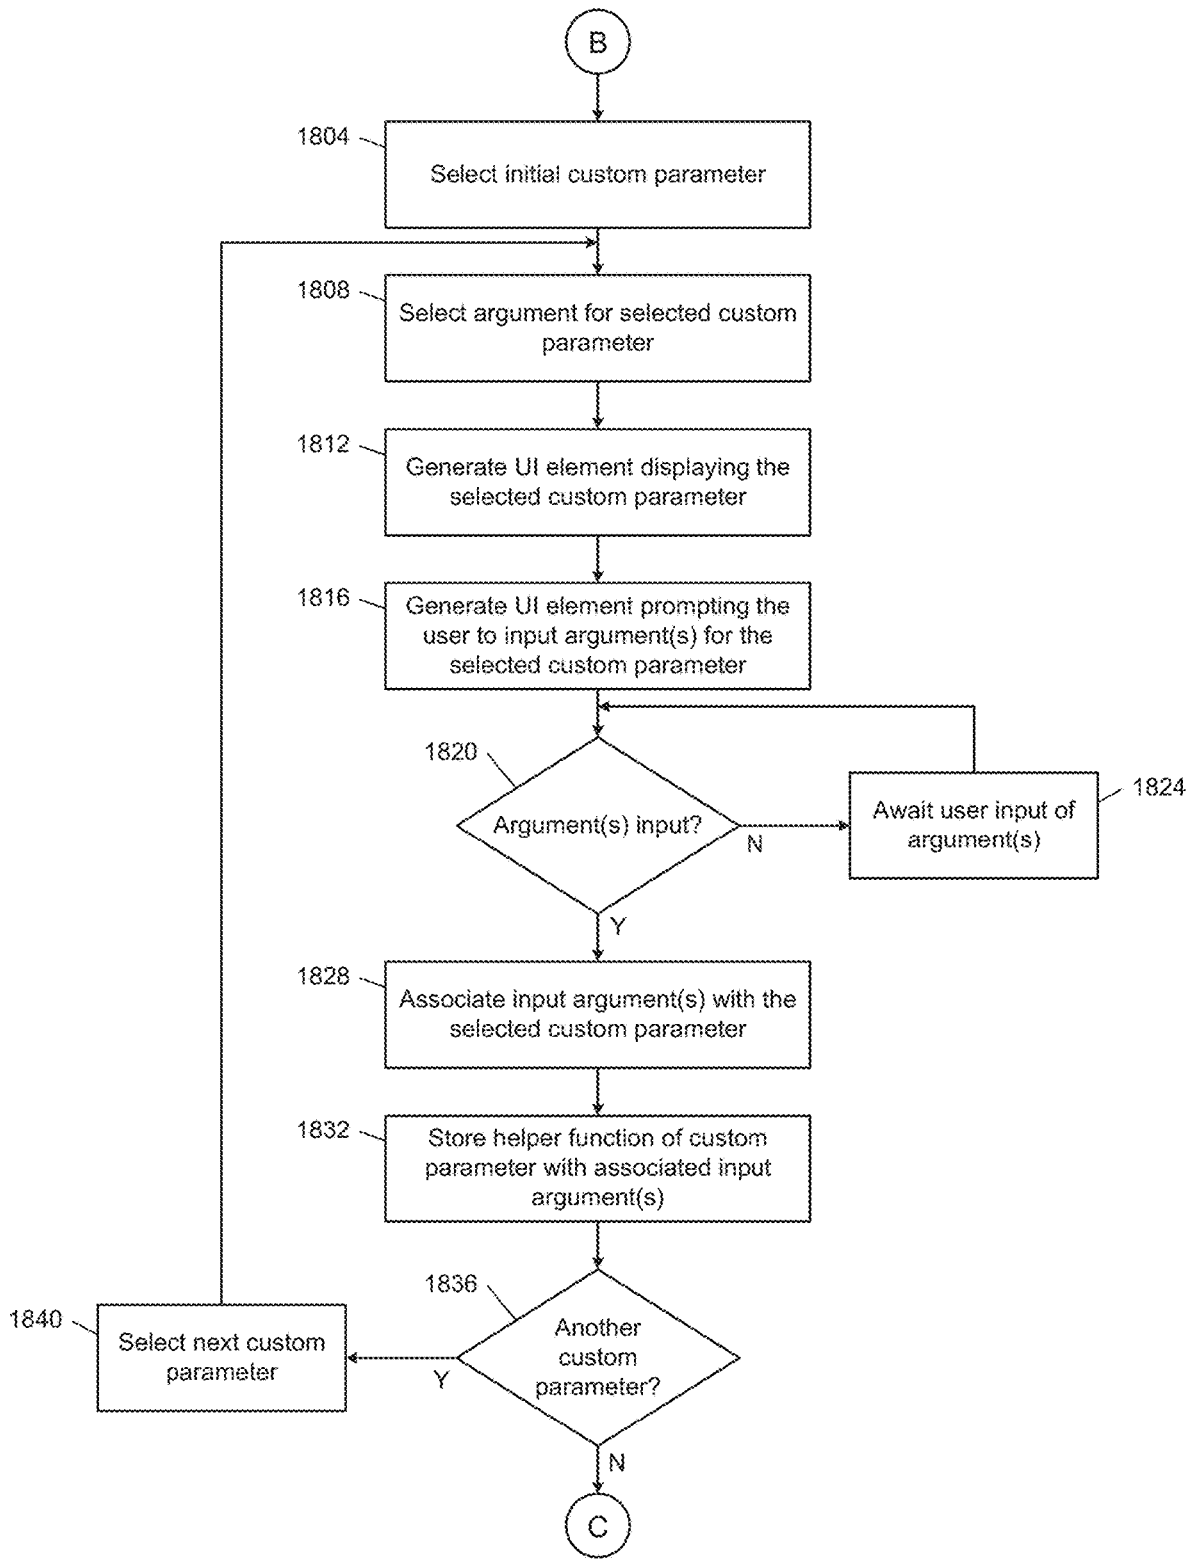 B
1804
Select initial custom parameter
1808
Select argument for selected custom
parameter
1812
Generate UI element displaying the
selected custom parameter
1816
Generate UI element prompting the
user to input argument(s) for the
selected custom parameter
1820
Argument(s) input?
N
1824
Await user input of
argument(s)
Y
1828
Associate input argument(s) with the
selected custom parameter
1832
Store helper function of custom
parameter with associated input
argument(s)
1836
Another
custom
parameter?
Y
1840
Select next custom
parameter
N
C